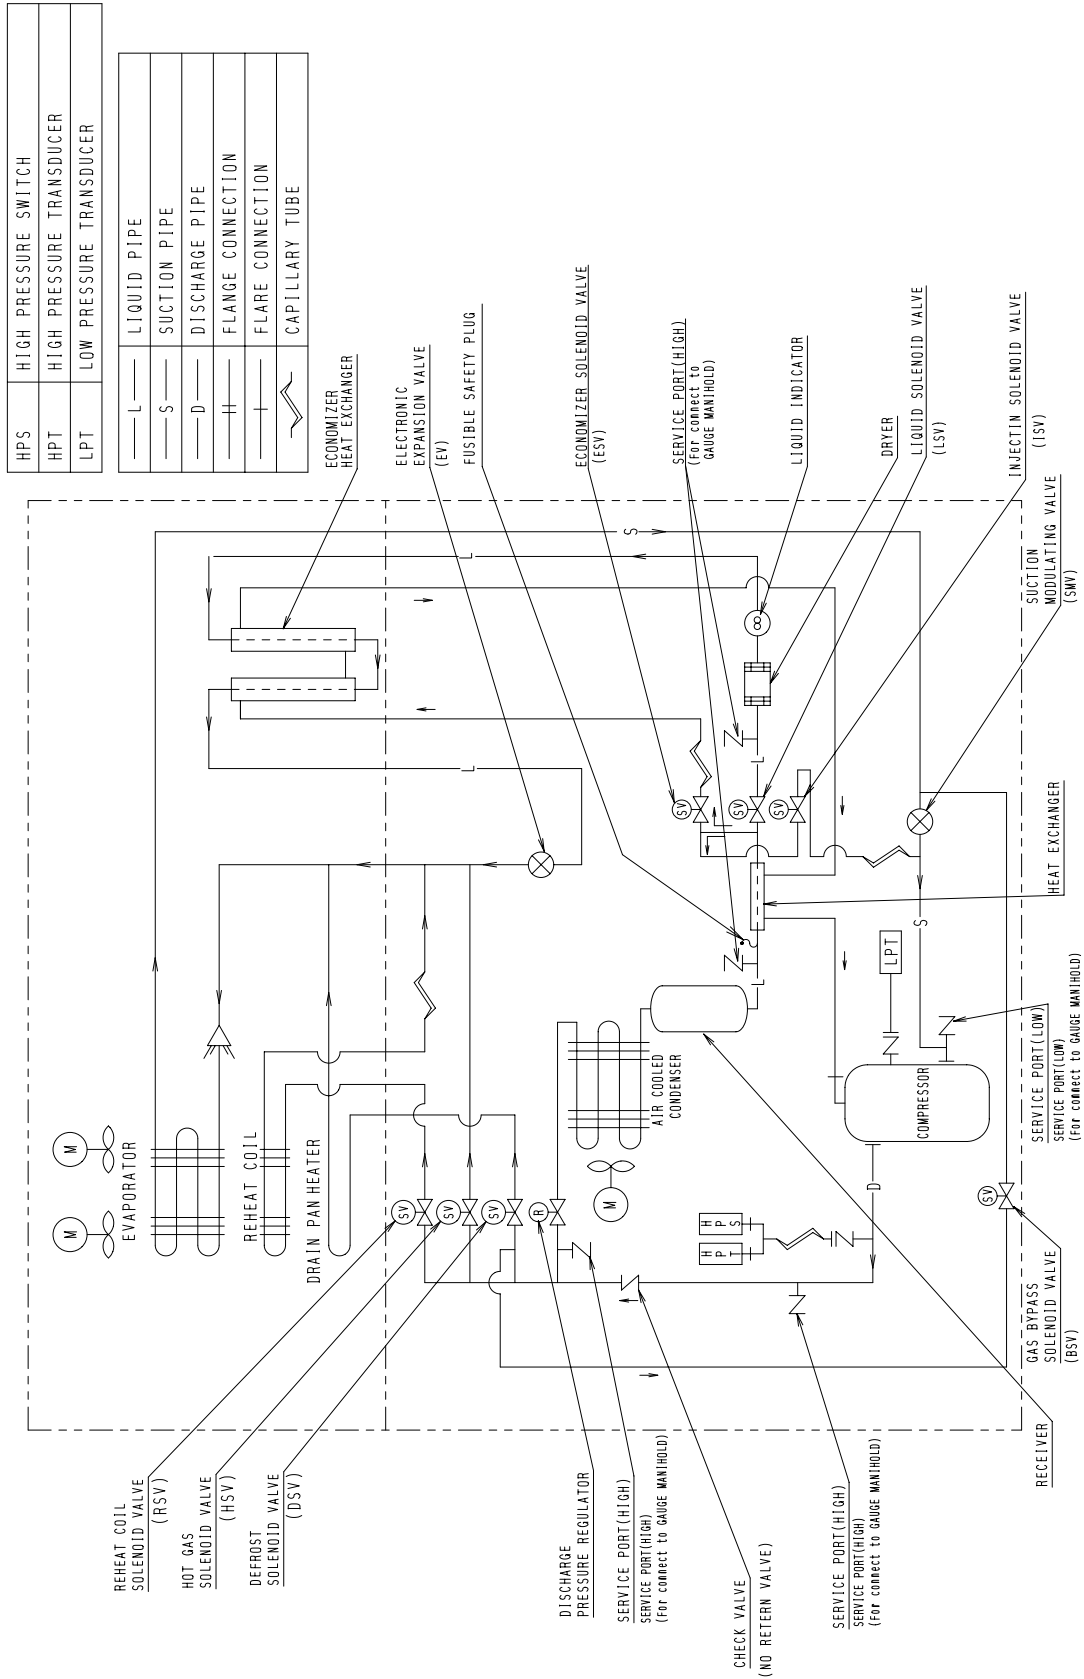 HPS HIGH PRESSURE SWITCH
HPT HIGH PRESSURE TRANSDUCER
LPT LOW PRESSURE TRANSDUCER
L LIQUID PIPE
S SUCTION PIPE
D DISCHARGE PIPE
FLANGE CONNECTION
FLARE CONNECTION
CAPILLARY TUBE
ECONOMIZER
HEAT EXCHANGER
ELECTRONIC
EXPANSION VALVE
(EV)
FUSIBLE SAFETY PLUG
ECONOMIZER SOLENOID VALVE
(ESV)
SERVICE PORT(HIGH)
(For connect to
GAUGE MANIHOLD)
LIQUID INDICATOR
DRYER
LIQUID SOLENOID VALVE
(LSV)
INJECTIN SOLENOID VALVE
(ISV)
SUCTION
MODULATING VALVE
(SMV)
S
L
L
M
M
EVAPORATOR
REHEAT COIL
DRAIN PAN HEATER
SV
SV
SV
R
SV
SV
SV
L
L
M
AIR COOLED
CONDENSER
HPT
HPS
D
COMPRESSOR
LPT
S
SV
HEAT EXCHANGER
SERVICE PORT(LOW)
SERVICE PORT(LOW)
(For connect to GAUGE MANIHOLD)
GAS BYPASS
SOLENOID VALVE
(BSV)
RECEIVER
REHEAT COIL
SOLENOID VALVE
(RSV)
HOT GAS
SOLENOID VALVE
(HSV)
DEFROST
SOLENOID VALVE
(DSV)
DISCHARGE
PRESSURE REGULATOR
SERVICE PORT(HIGH)
SERVICE PORT(HIGH)
(For connect to GAUGE MANIHOLD)
CHECK VALVE
(NO RETERN VALVE)
SERVICE PORT(HIGH)
SERVICE PORT(HIGH)
(For connect to GAUGE MANIHOLD)